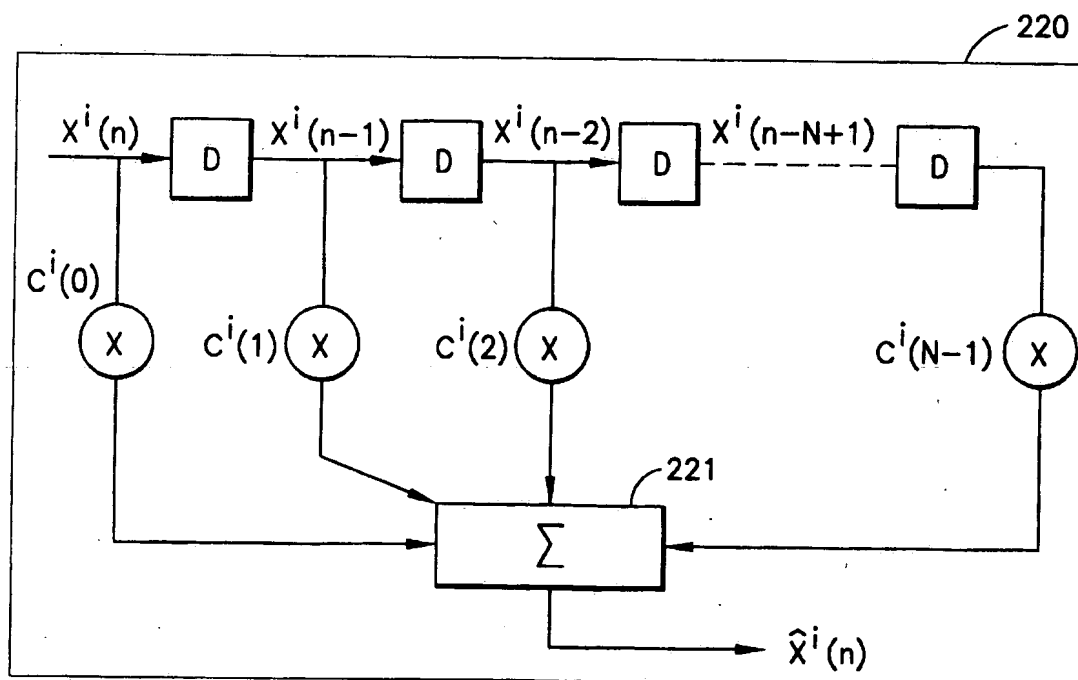 220
X^i(n) D X^i(n-1) D X^i(n-2) D X^i(n-N+1) D
C^i(0) X C^i(1) X C^i(2) X C^i(N-1) X
221
Σ
X̂^i(n)